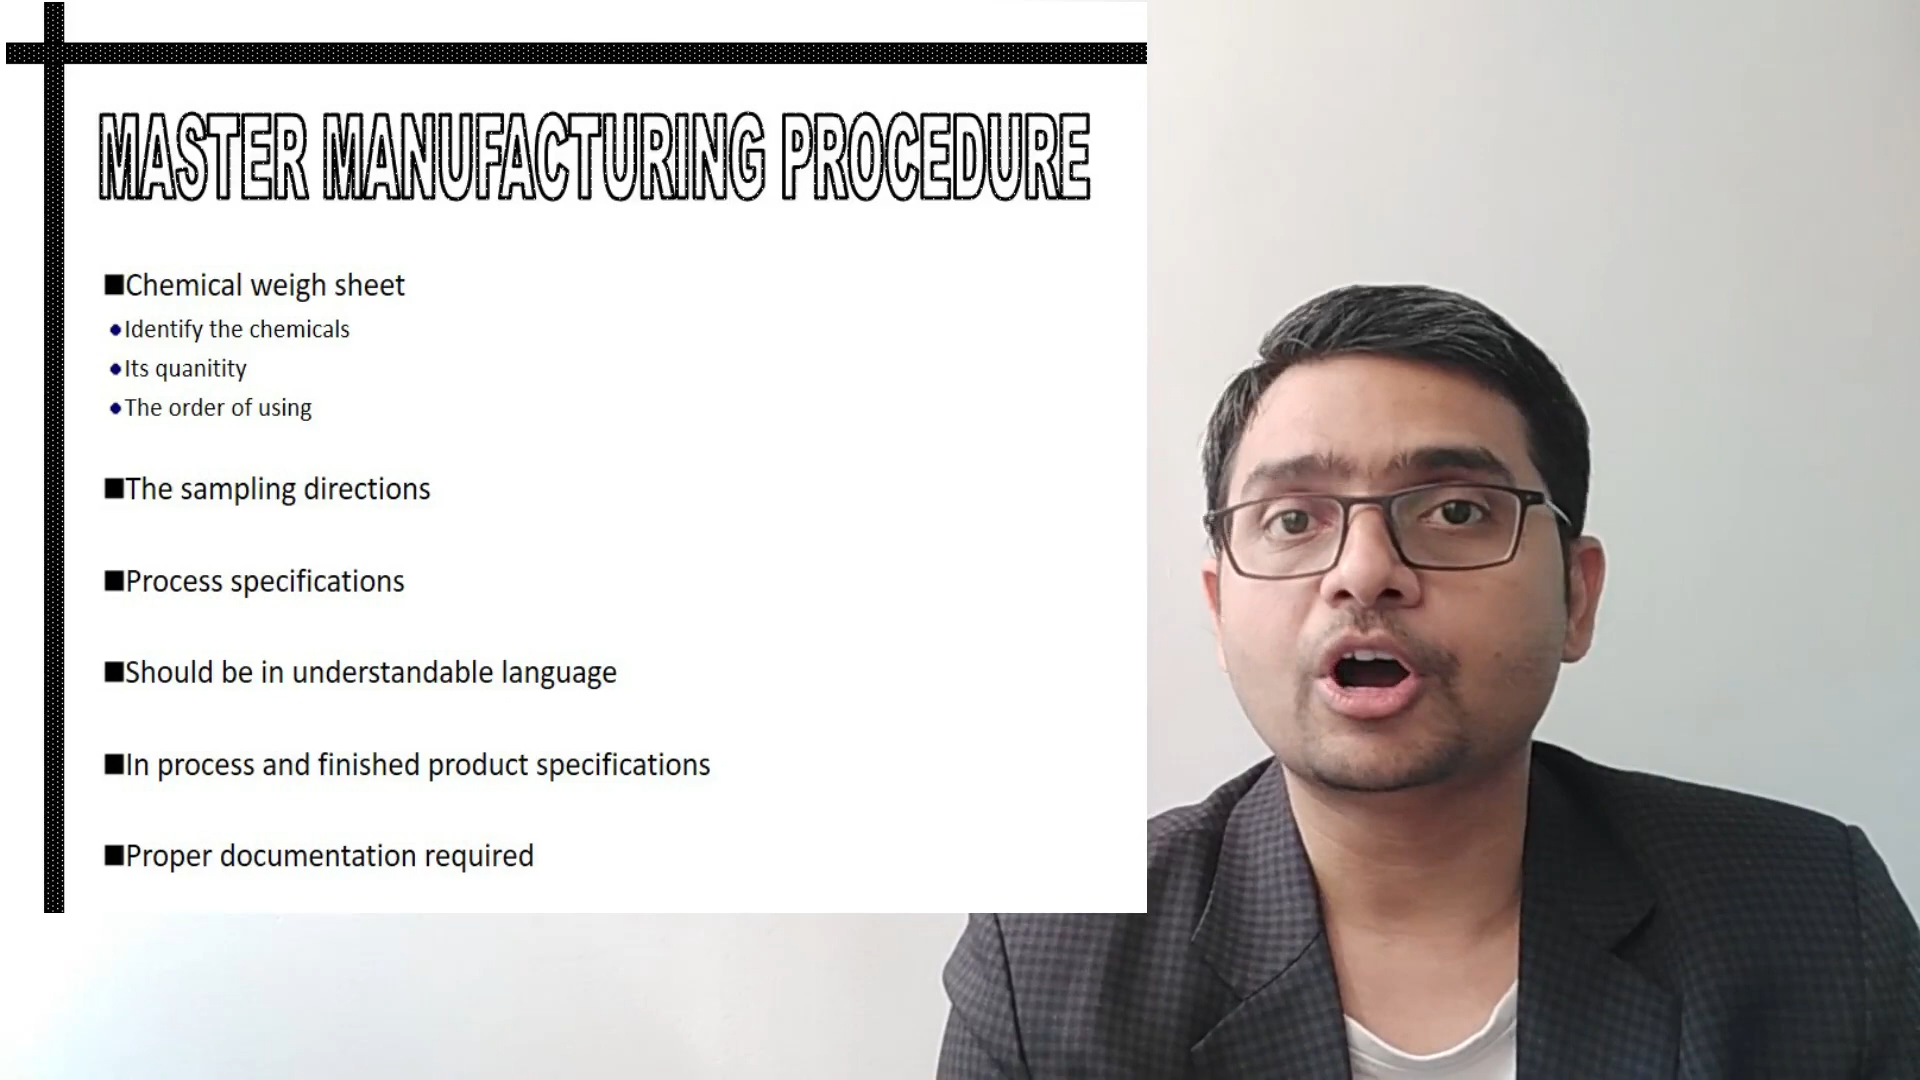 MASTER MANUFACTURING PROCEDURE
■Chemical weigh sheet
●Identify the chemicals
●Its quanitity
●The order of using
■The sampling directions
■Process specifications
■Should be in understandable language
■In process and finished product specifications
■Proper documentation required